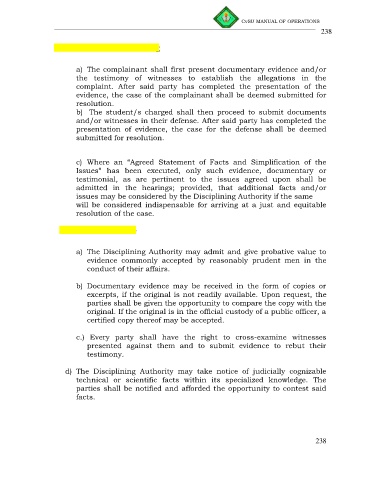 CcSU MANUAL OF OPERATIONS
238
:
a) The complainant shall first present documentary evidence and/or
the testimony of witnesses to establish the allegations in the
complaint. After said party has completed the presentation of the
evidence, the case of the complainant shall be deemed submitted for
resolution.
b) The student/s charged shall then proceed to submit documents
and/or witnesses in their defense. After said party has completed the
presentation of evidence, the case for the defense shall be deemed
submitted for resolution.
c) Where an “Agreed Statement of Facts and Simplification of the
Issues” has been executed, only such evidence, documentary or
testimonial, as are pertinent to the issues agreed upon shall be
admitted in the hearings; provided, that additional facts and/or
issues may be considered by the Disciplining Authority if the same
will be considered indispensable for arriving at a just and equitable
resolution of the case.
a) The Disciplining Authority may admit and give probative value to
evidence commonly accepted by reasonably prudent men in the
conduct of their affairs.
b) Documentary evidence may be received in the form of copies or
excerpts, if the original is not readily available. Upon request, the
parties shall be given the opportunity to compare the copy with the
original. If the original is in the official custody of a public officer, a
certified copy thereof may be accepted.
c.) Every party shall have the right to cross-examine witnesses
presented against them and to submit evidence to rebut their
testimony.
d) The Disciplining Authority may take notice of judicially cognizable
technical or scientific facts within its specialized knowledge. The
parties shall be notified and afforded the opportunity to contest said
facts.
238